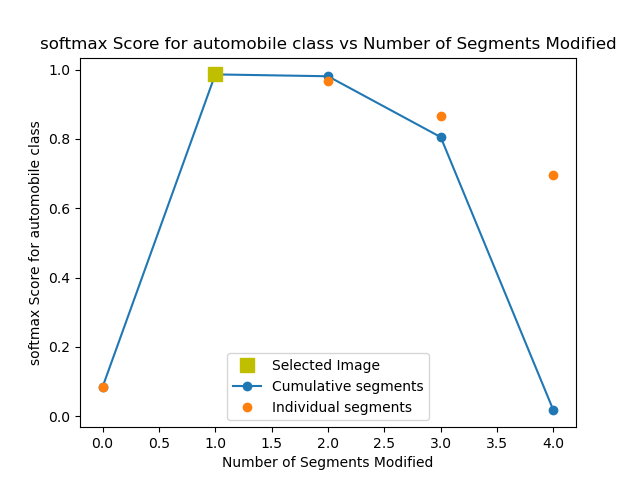 softmax Score for automobile class vs Number of Segments Modified
softmax Score for automobile class
1.0
0.8
0.6
0.4
0.2
0.0
Selected Image
Cumulative segments
Individual segments
0.0 0.5 1.0 1.5 2.0 2.5 3.0 3.5 4.0
Number of Segments Modified